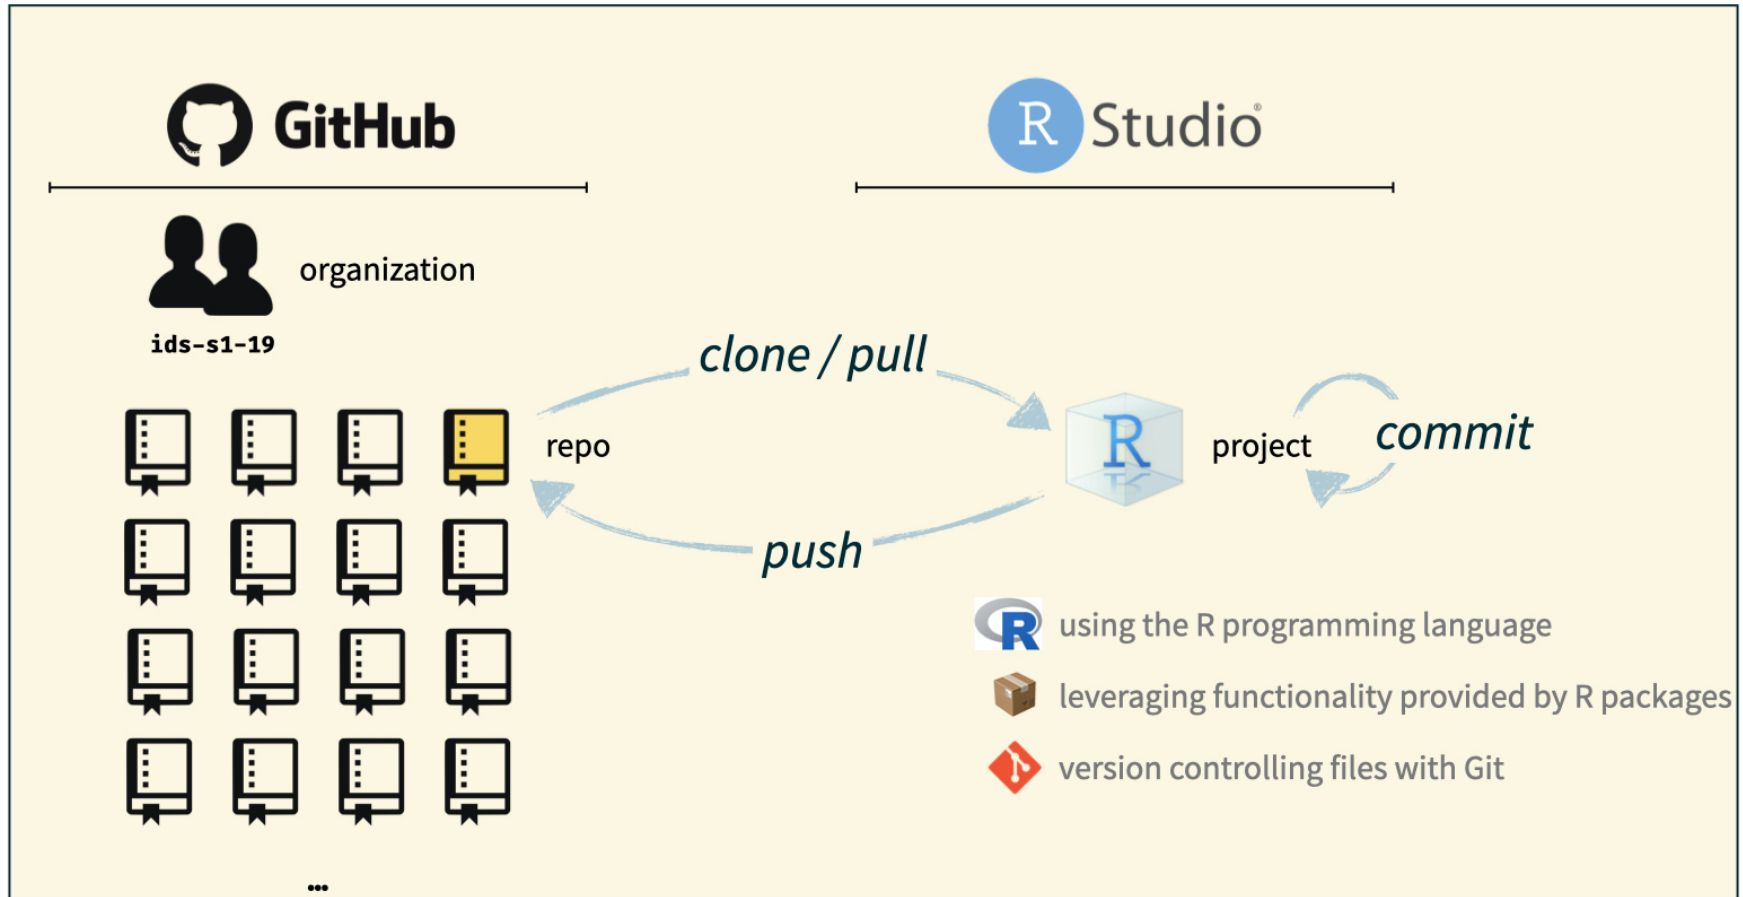 GitHub
R Studio®
organization
ids-s1-19
clone / pull
repo
R
project
commit
push
R using the R programming language
leveraging functionality provided by R packages
version controlling files with Git
...